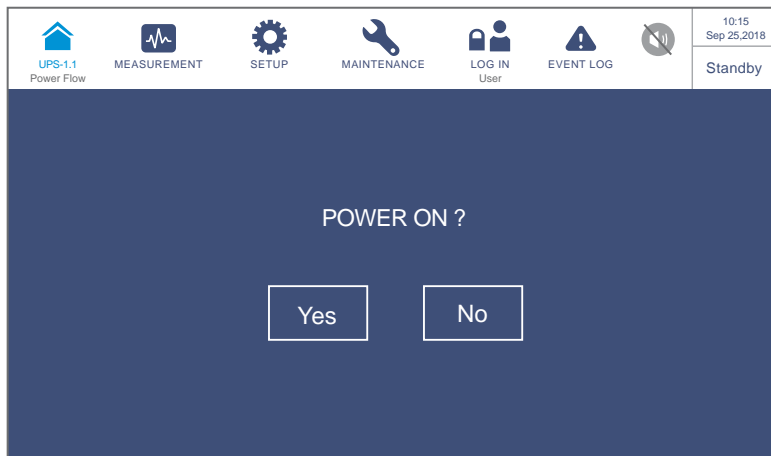 UPS-1.1
Power Flow
MEASUREMENT
SETUP
MAINTENANCE
LOG IN
User
EVENT LOG
10:15
Sep 25,2018
Standby
POWER ON ?
Yes
No